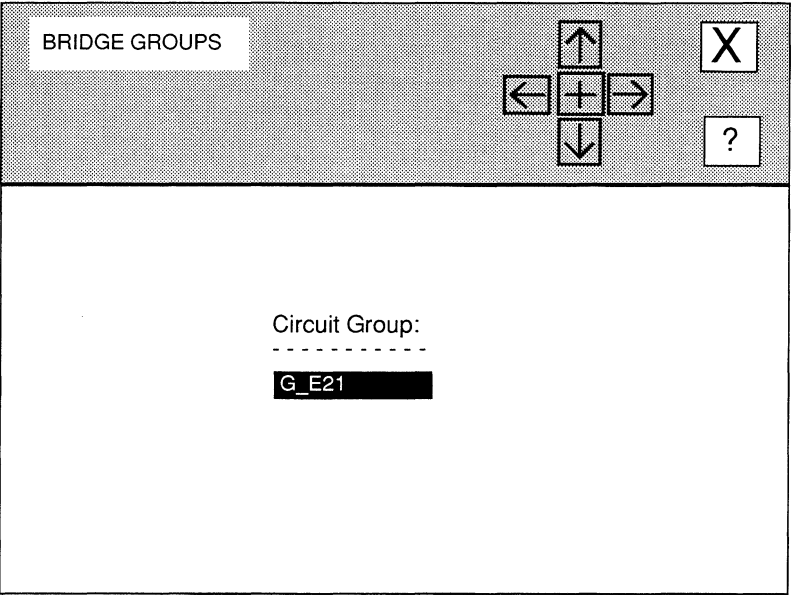 BRIDGE GROUPS
X
?
Circuit Group:
-----------
G_E21